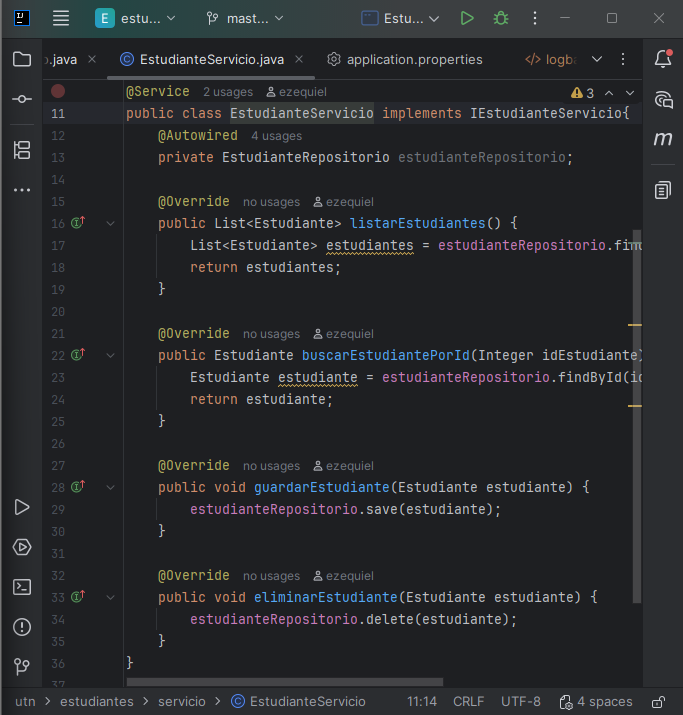 E estu... mast... Estu...
o.java EstudianteServicio.java application.properties </> logba
@Service 2 usages ezequiel 3
11 public class EstudianteServicio implements IEstudianteServicio{
12 @Autowired 4 usages
13 private EstudianteRepositorio estudianteRepositorio;
14
15 @Override no usages ezequiel
16 public List<Estudiante> listarEstudiantes() {
17 List<Estudiante> estudiantes = estudianteRepositorio.find
18 return estudiantes;
19 }
20
21 @Override no usages ezequiel
22 public Estudiante buscarEstudiantePorId(Integer idEstudiante)
23 Estudiante estudiante = estudianteRepositorio.findById(id
24 return estudiante;
25 }
26
27 @Override no usages ezequiel
28 public void guardarEstudiante(Estudiante estudiante) {
29 estudianteRepositorio.save(estudiante);
30 }
31
32 @Override no usages ezequiel
33 public void eliminarEstudiante(Estudiante estudiante) {
34 estudianteRepositorio.delete(estudiante);
35 }
36 }
37
utn > estudiantes > servicio > EstudianteServicio 11:14 CRLF UTF-8 4 spaces